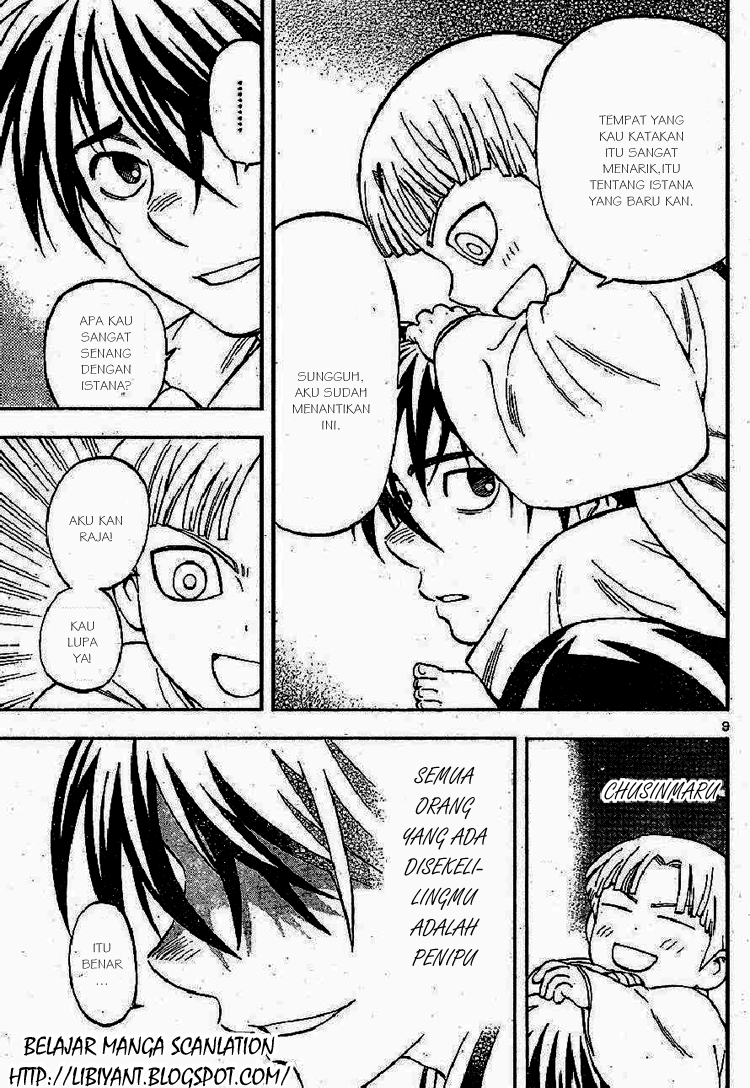 TEMPAT YANG
KAU KATAKAN
ITU SANGAT
MENARIK,ITU
TENTANG ISTANA
YANG BARU KAN.
SUNGGUH,
AKU SUDAH
MENANTIKAN
INI.
..........
APA KAU
SANGAT
SENANG
DENGAN
ISTANA?
AKU KAN
RAJA!
KAU
LUPA
YA!
9
CHUSINMARU-
SEMUA
ORANG
YANG ADA
DISEKELI-
LINGMU
ADALAH
PENIPU
ITU
BENAR
...
BELAJAR MANGA SCANLATION
HTTP://LIBIYANT.BLOGSPOT.COM/